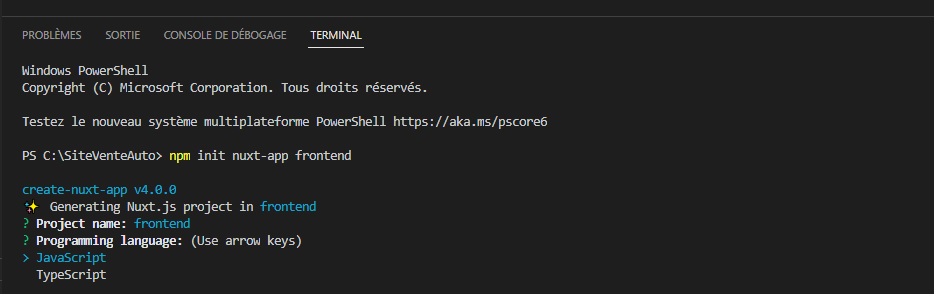 PROBLÈMES SORTIE CONSOLE DE DÉBOGAGE TERMINAL
Windows PowerShell
Copyright (C) Microsoft Corporation. Tous droits réservés.
Testez le nouveau système multiplateforme PowerShell https://aka.ms/pscore6
PS C:\SiteVenteAuto> npm init nuxt-app frontend
create-nuxt-app v4.0.0
✨ Generating Nuxt.js project in frontend
? Project name: frontend
? Programming language: (Use arrow keys)
> JavaScript
TypeScript